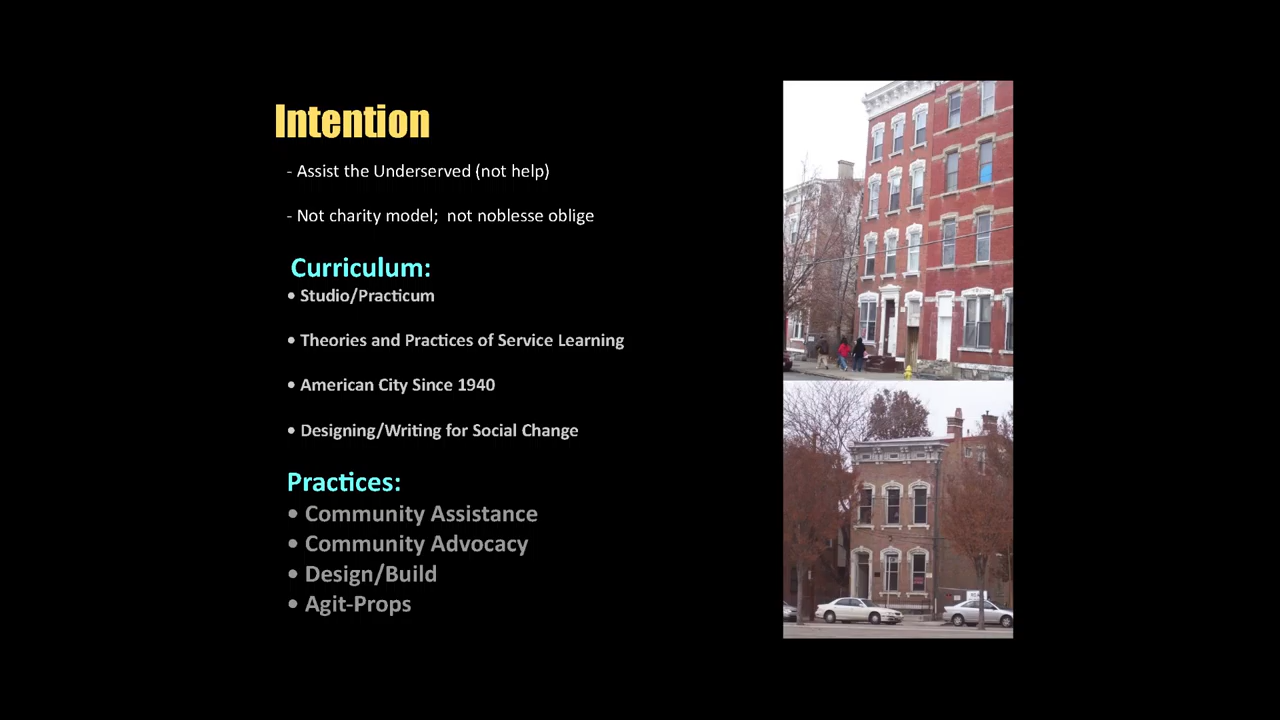 Intention
- Assist the Underserved (not help)
- Not charity model;  not noblesse oblige
Curriculum:
• Studio/Practicum
• Theories and Practices of Service Learning
• American City Since 1940
• Designing/Writing for Social Change
Practices:
• Community Assistance
• Community Advocacy
• Design/Build
• Agit-Props